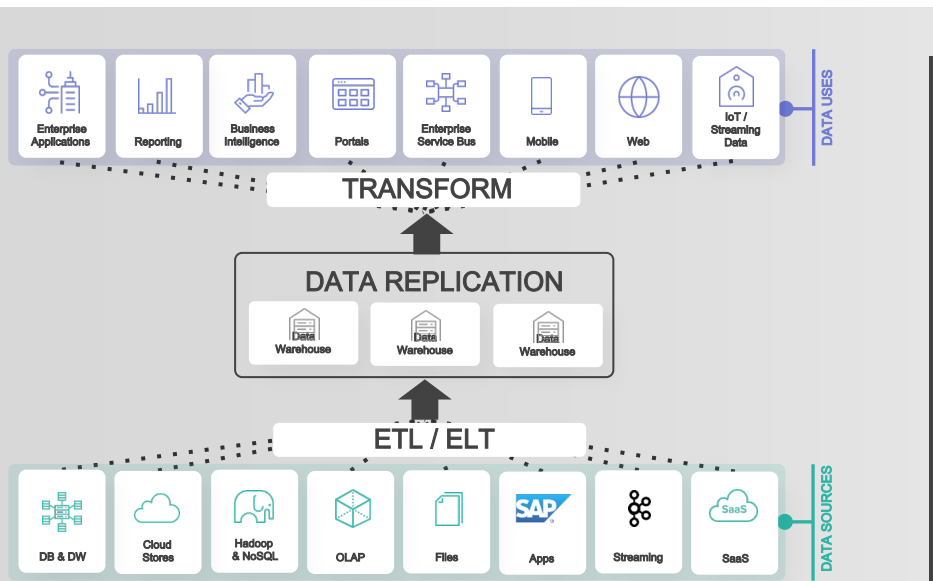 Enterprise
Applications
Reporting
Business
Intelligence
Portals
Enterprise
Service Bus
Mobile
Web
IoT /
Streaming
Data
DATA USES
TRANSFORM
DATA REPLICATION
Data
Warehouse
Data
Warehouse
Data
Warehouse
ETL / ELT
DB & DW
Cloud
Stores
Hadoop
& NoSQL
OLAP
Files
SAP
Apps
Streaming
SaaS
SaaS
DATA SOURCES